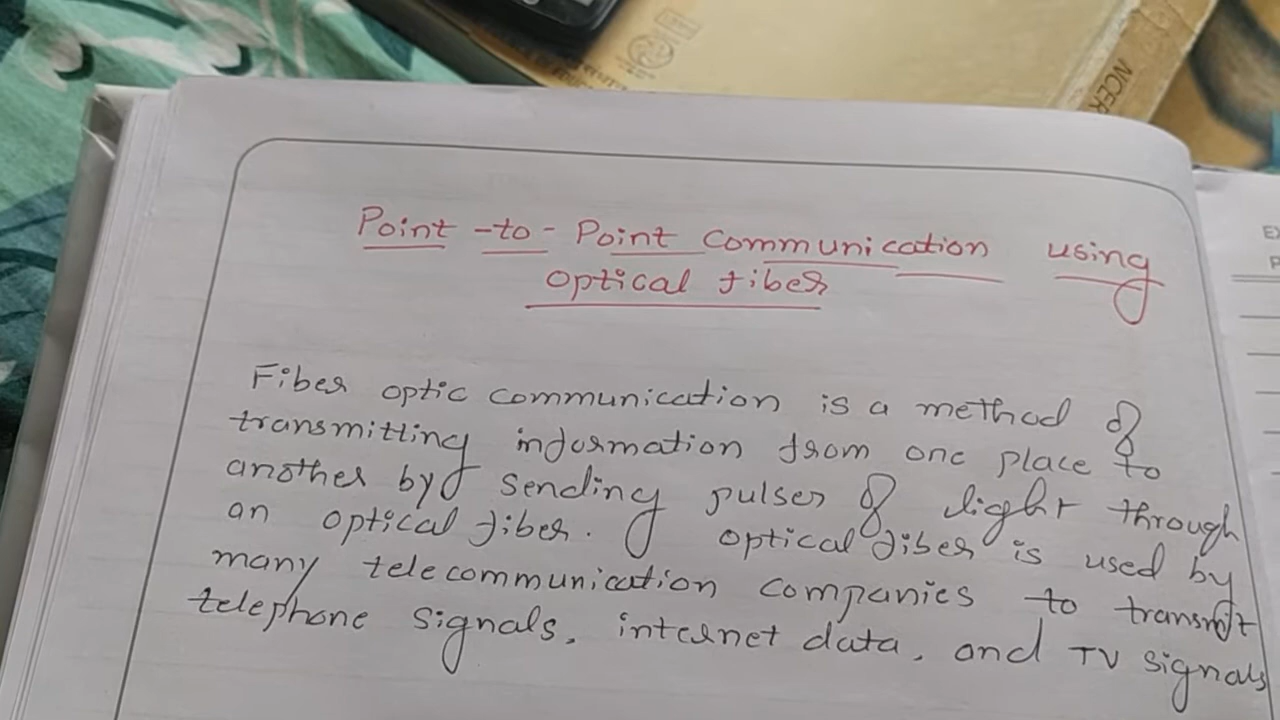 NCER
Point-to-Point Communication using
optical fiber
Fiber optic communication is a method of
transmitting information from one place to
another by sending pulses of light through
an optical fiber. optical fiber is used by
many telecommunication companies to transmit
telephone signals, internet data, and TV signals